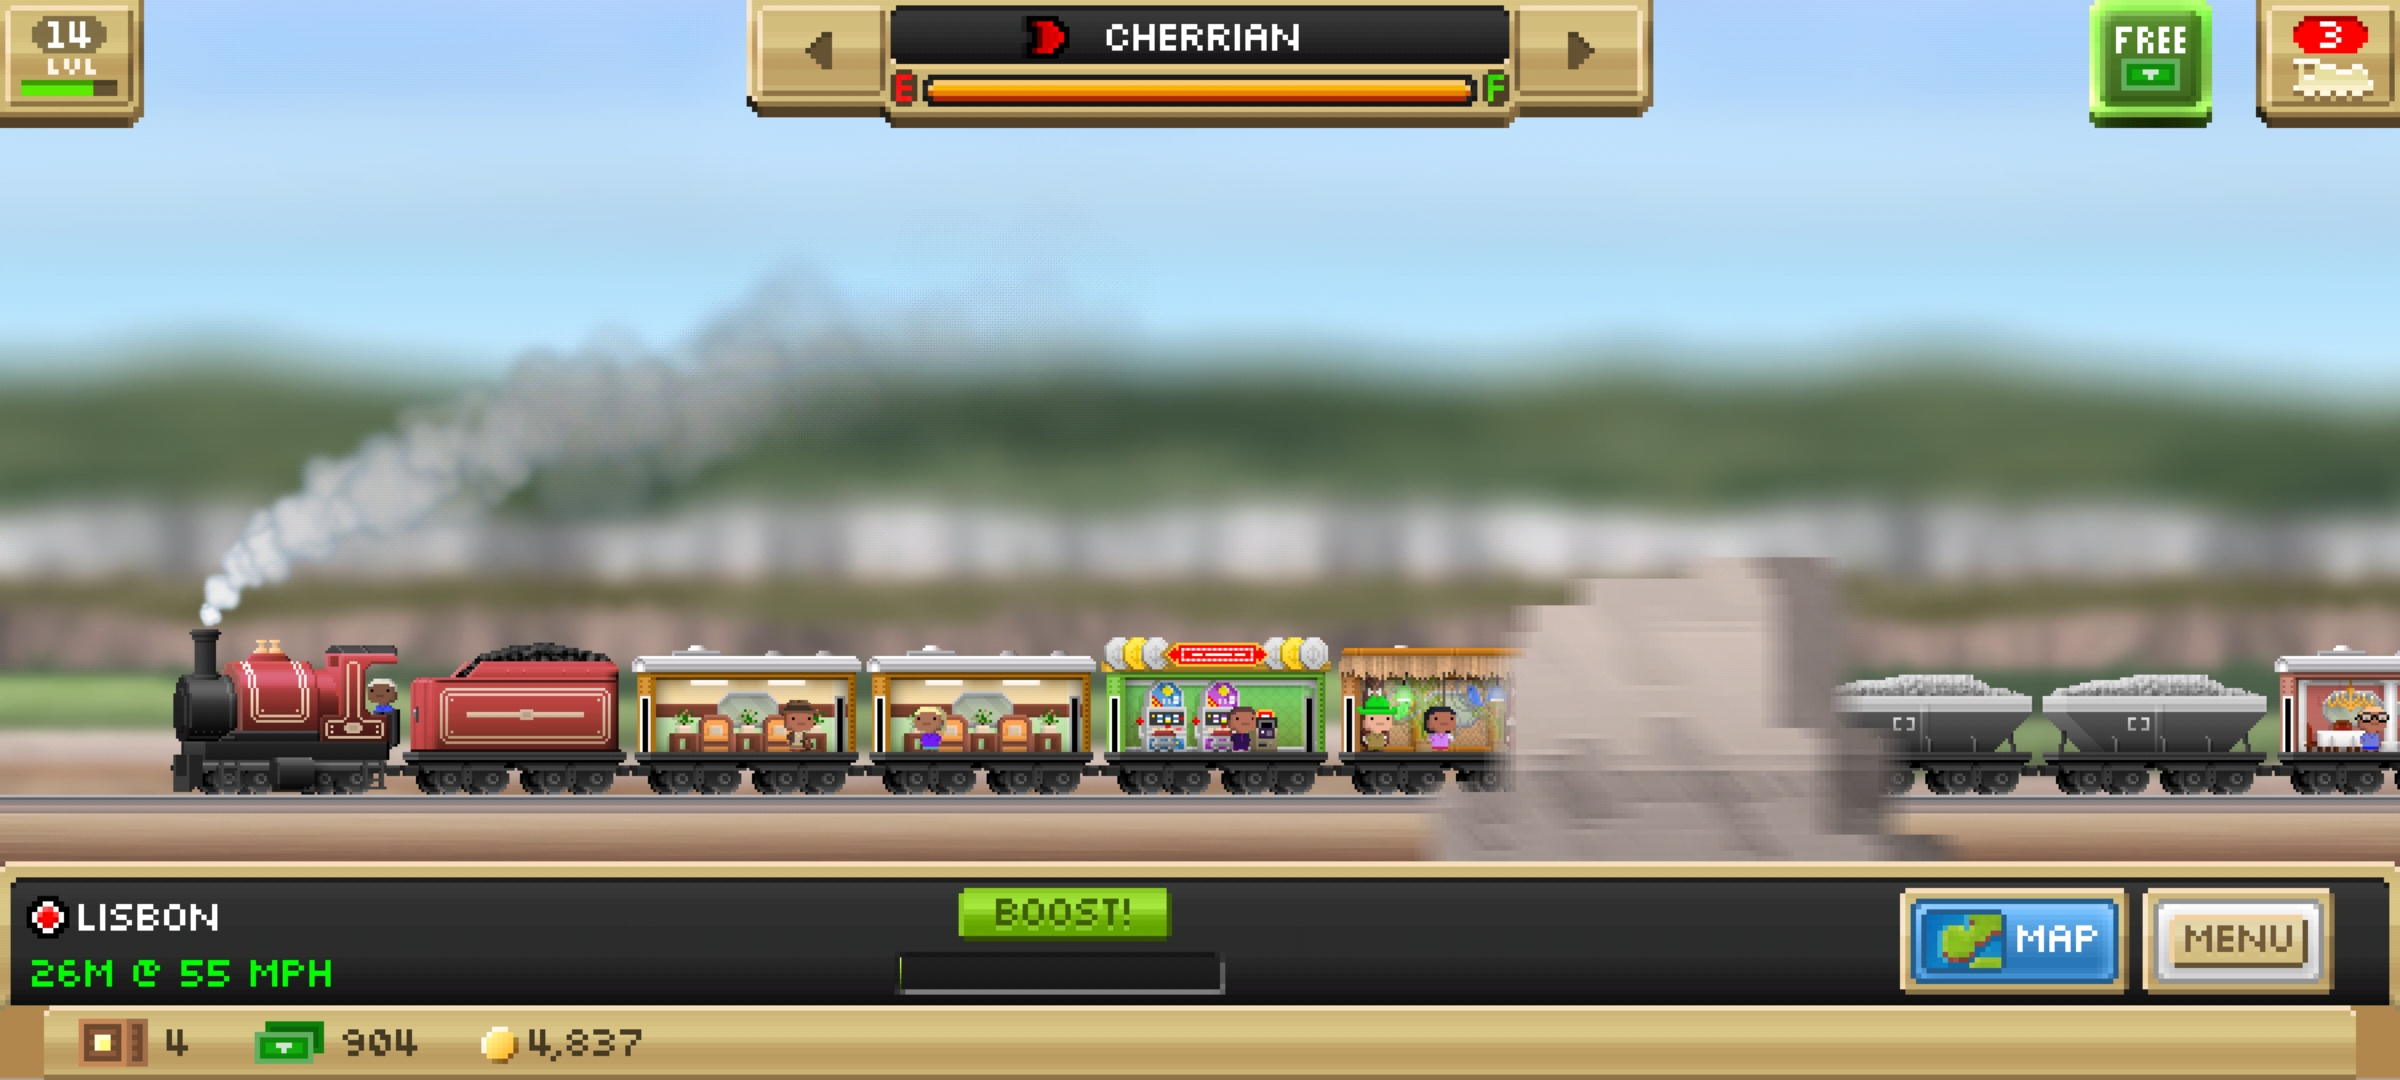 14
LVL
CHERRIAN
E F
FREE
3
LISBON
26M @ 55 MPH
BOOST!
MAP
MENU
4
904
4,837